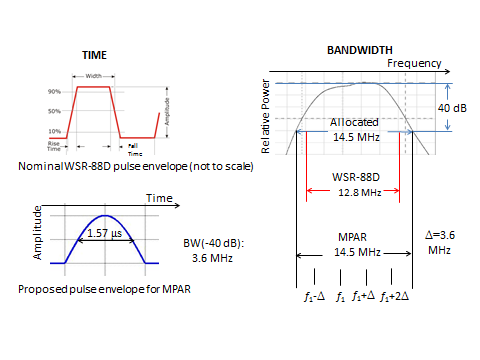 TIME
Width
90%
50%
10%
Amplitude
Rise Time
Fall Time
Nominal WSR-88D pulse envelope (not to scale)
Time
Amplitude
1.57 µs
BW(-40 dB):
3.6 MHz
Proposed pulse envelope for MPAR
BANDWIDTH
Frequency
Relative Power
40 dB
Allocated
14.5 MHz
WSR-88D
12.8 MHz
MPAR
14.5 MHz
Δ=3.6
MHz
f₁-Δ f₁ f₁+Δ f₁+2Δ